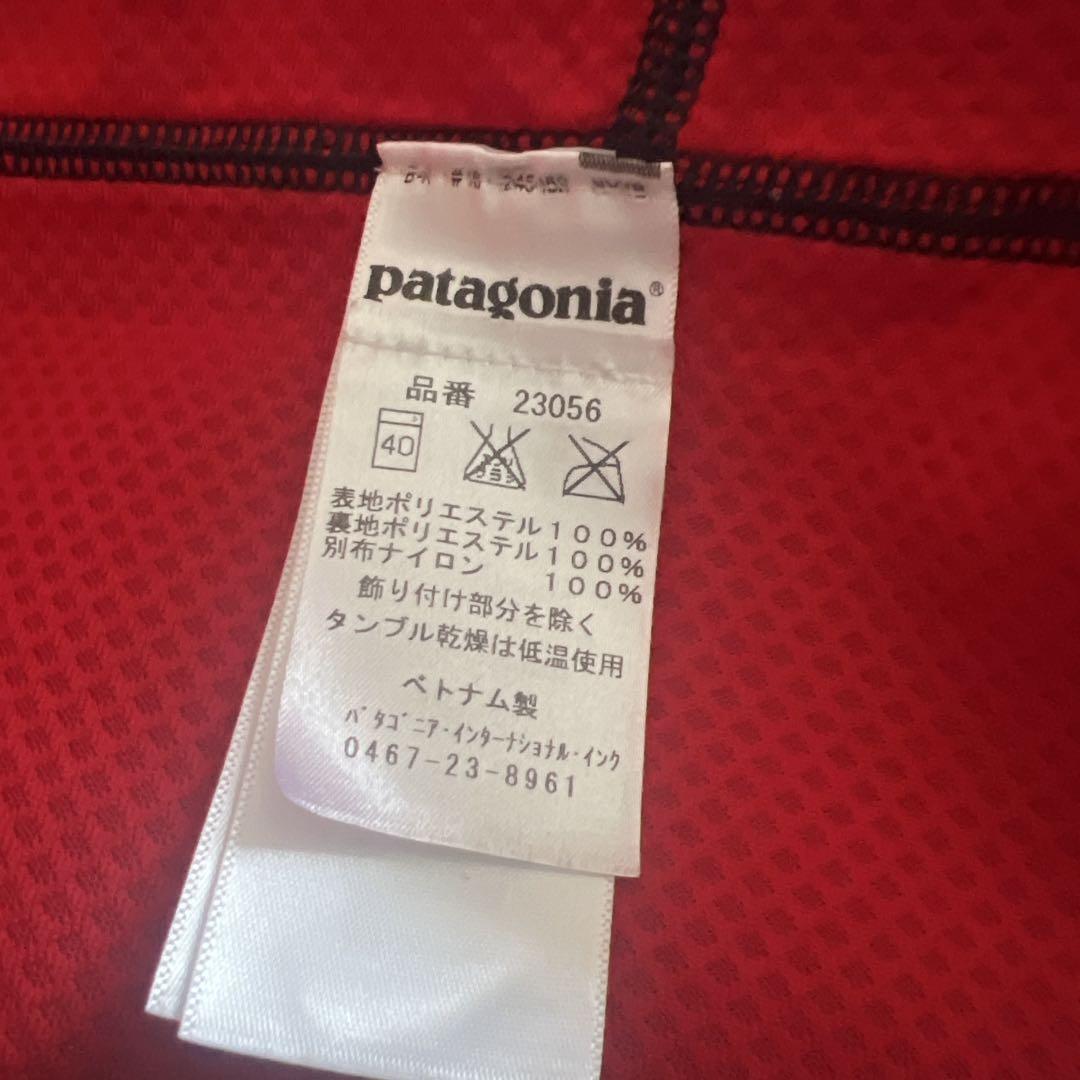 patagonia®
品番 23056
40
表地ポリエステル100%
裏地ポリエステル100%
別布ナイロン 100%
飾り付け部分を除く
タンブル乾燥は低温使用
ベトナム製
パタゴニア・インターナショナル・インク
0467-23-8961